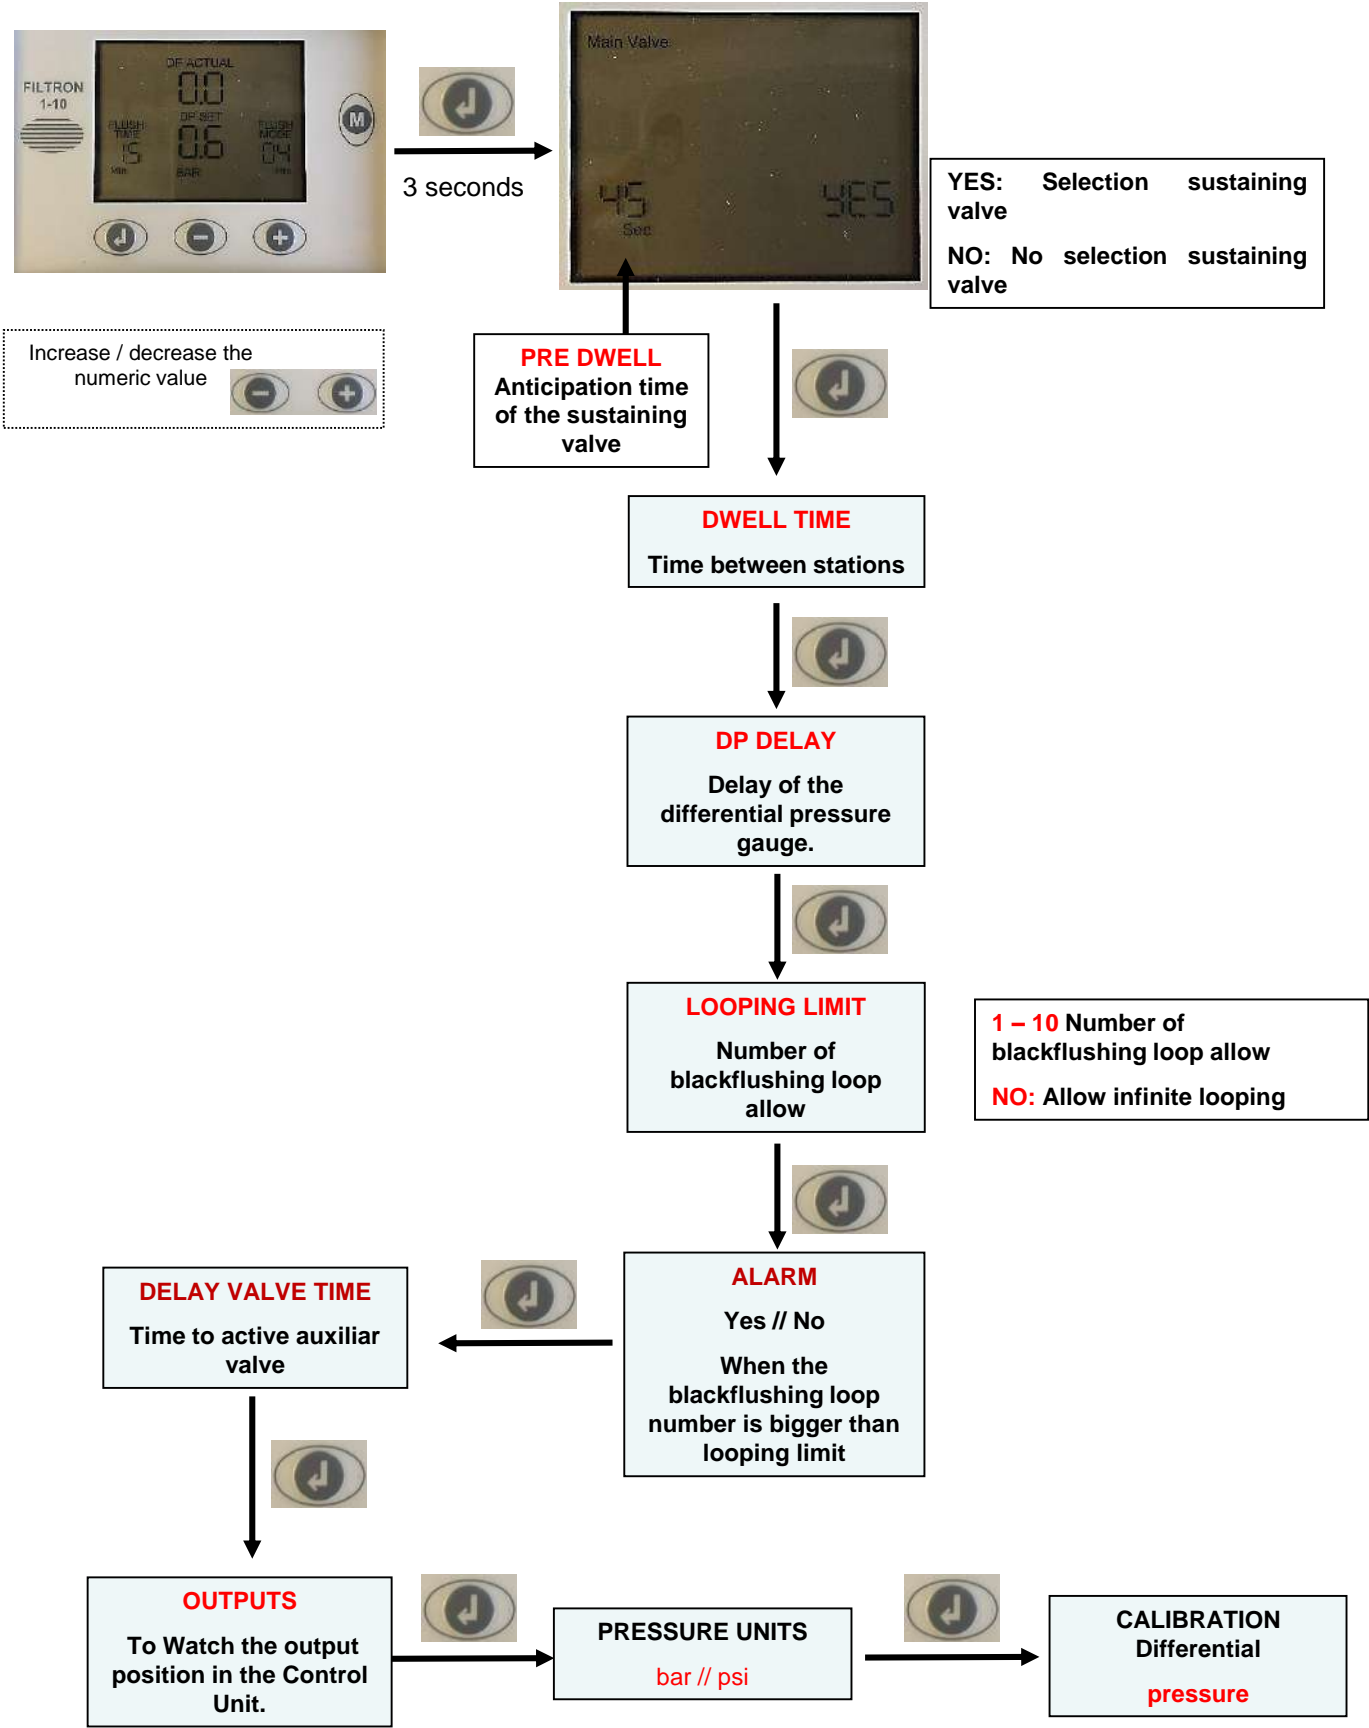 FILTRON
1-10
DP ACTUAL
0.0
FLUSH
TIME
15
Min
DP SET
0.6
BAR
FLUSH
MODE
04
M
3 seconds
Main Valve
45
Sec
YES
YES: Selection sustaining
valve
NO: No selection sustaining
valve
Increase / decrease the
numeric value
PRE DWELL
Anticipation time
of the sustaining
valve
DWELL TIME
Time between stations
DP DELAY
Delay of the
differential pressure
gauge.
LOOPING LIMIT
Number of
blackflushing loop
allow
1 – 10 Number of
blackflushing loop allow
NO: Allow infinite looping
ALARM
Yes // No
When the
blackflushing loop
number is bigger than
looping limit
DELAY VALVE TIME
Time to active auxiliar
valve
OUTPUTS
To Watch the output
position in the Control
Unit.
PRESSURE UNITS
bar // psi
CALIBRATION
Differential
pressure